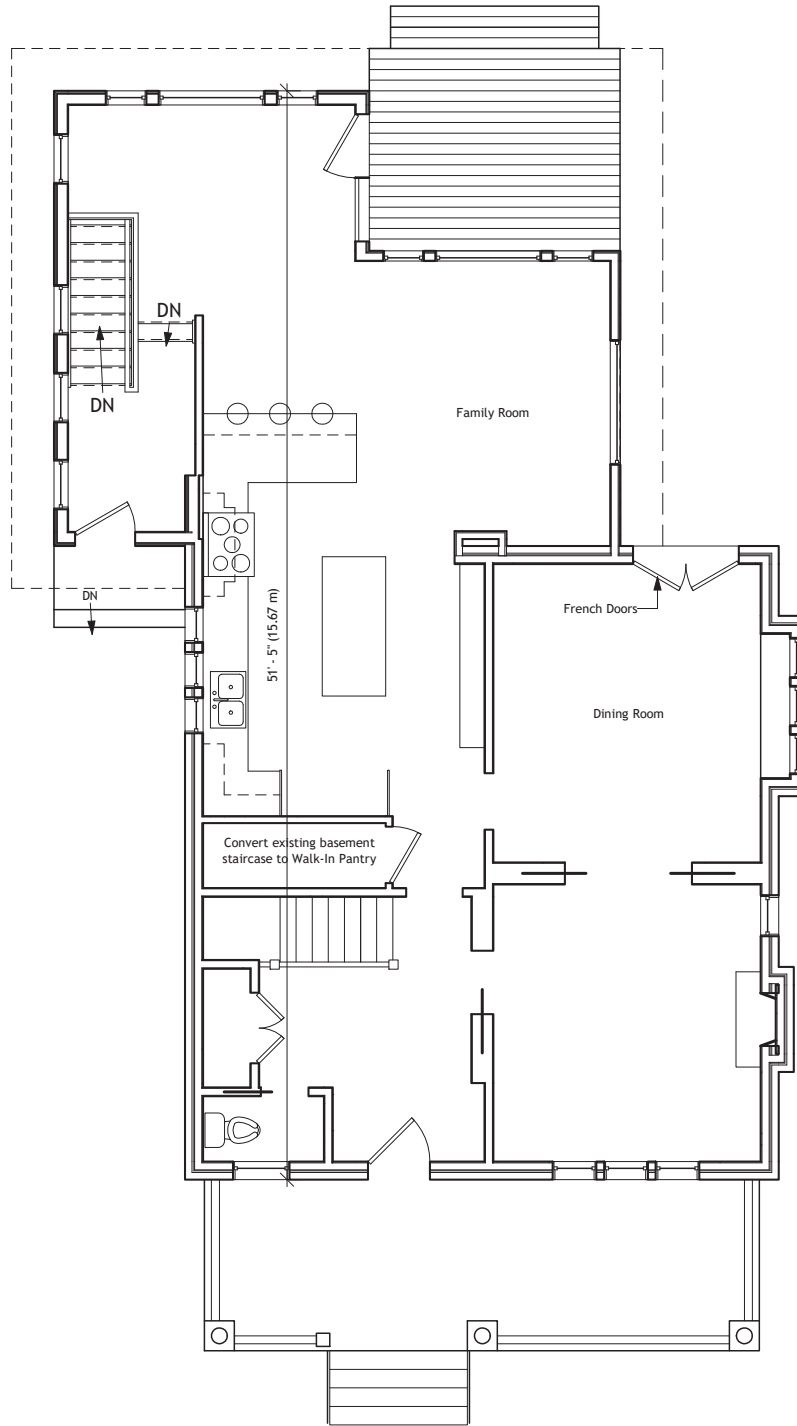 DN
DN
Family Room
DN
French Doors
51' - 5" (15.67 m)
Dining Room
Convert existing basement
staircase to Walk-In Pantry